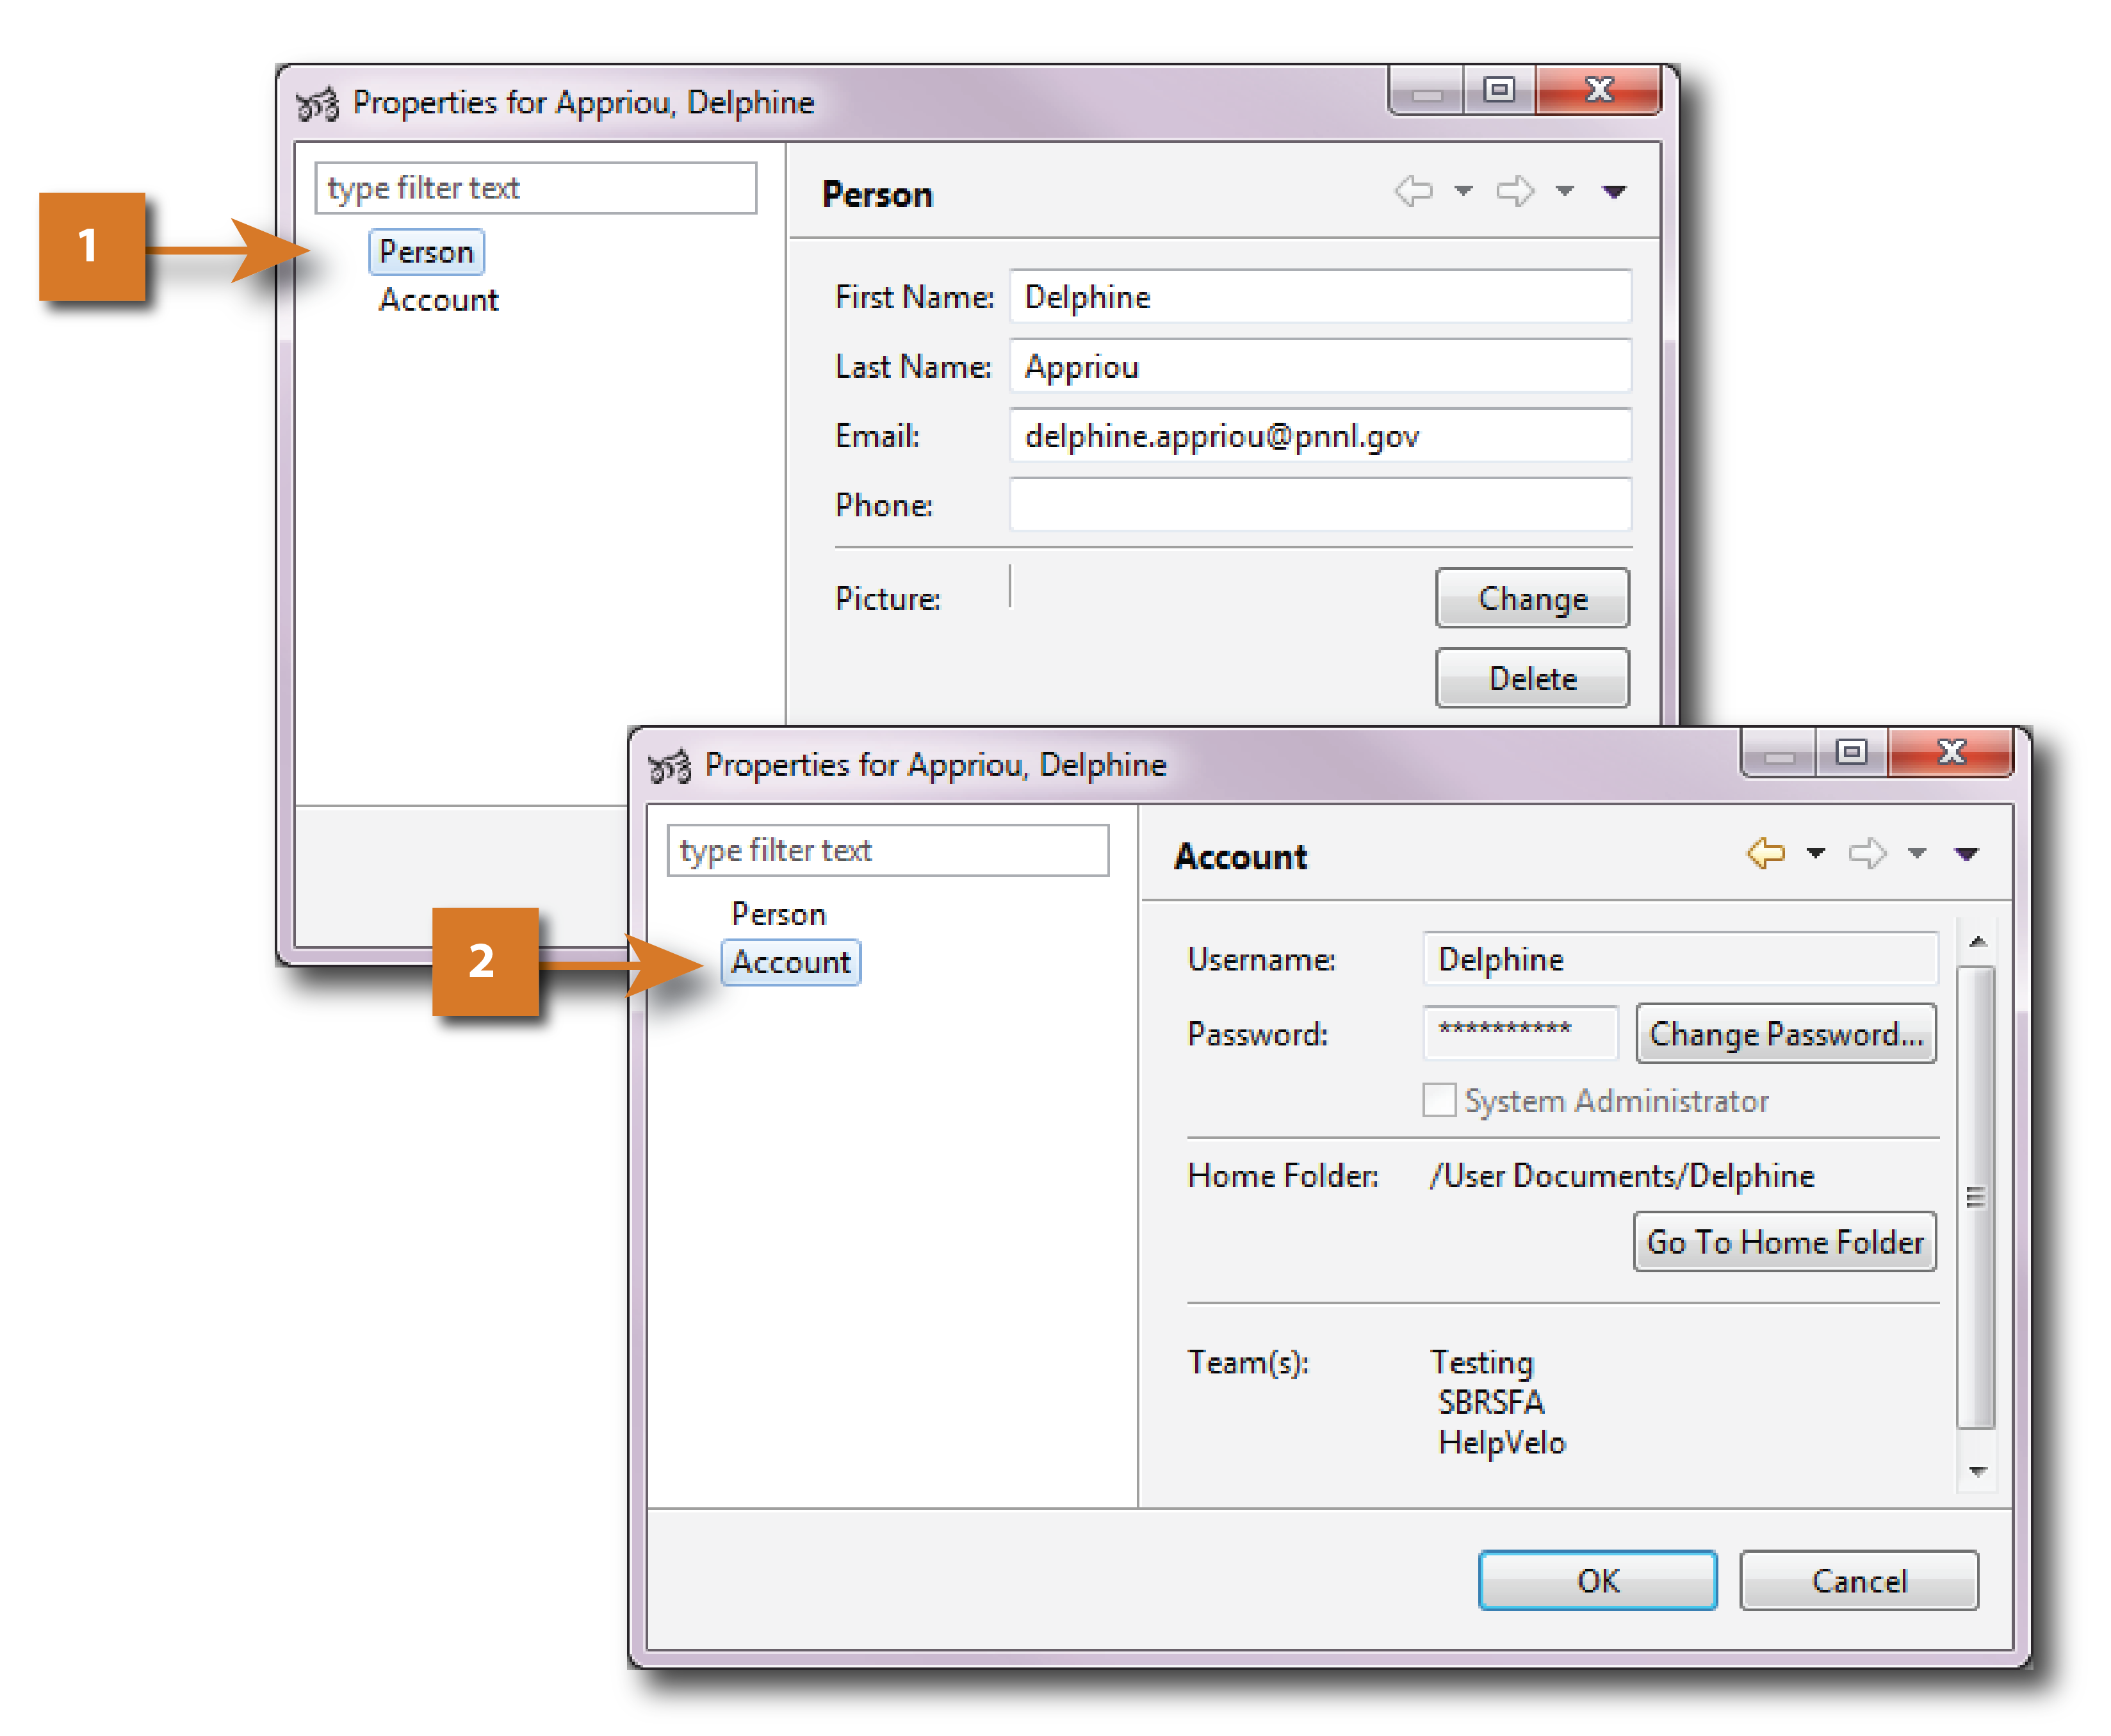 Properties for Appriou, Delphine
type filter text
Person
1
Person
Account
First Name: Delphine
Last Name: Appriou
Email: delphine.appriou@pnnl.gov
Phone:
Picture:
Change
Delete
Properties for Appriou, Delphine
type filter text
Account
Person
2
Account
Username: Delphine
Password: ********** Change Password...
System Administrator
Home Folder: /User Documents/Delphine
Go To Home Folder
Team(s): Testing
SBRSFA
HelpVelo
OK Cancel